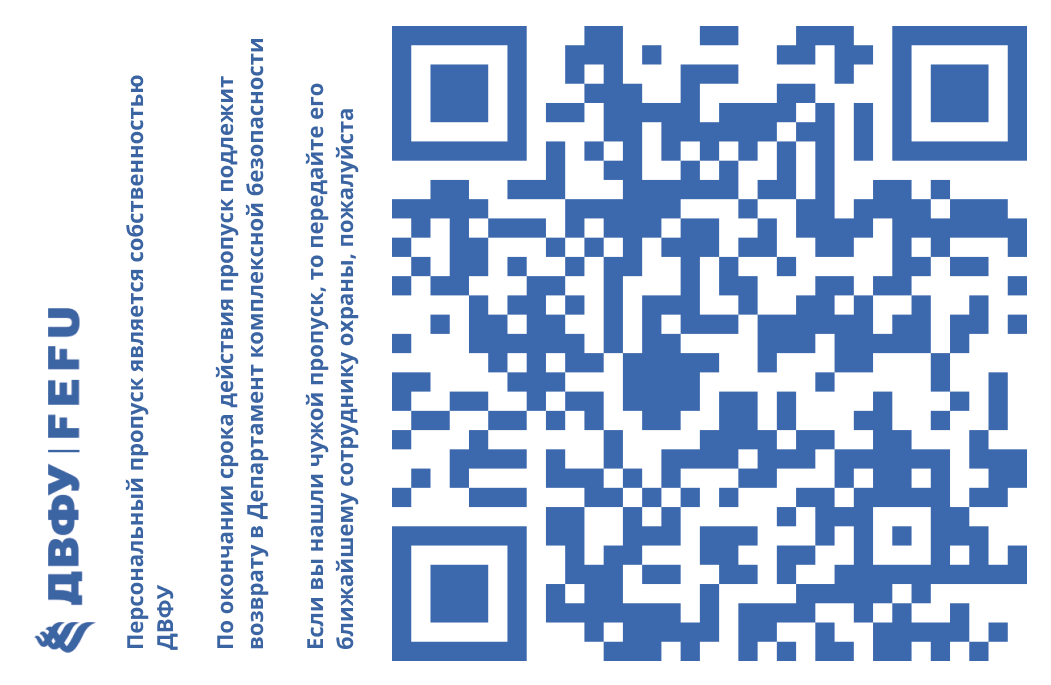 ДВФУ | FEFU
Персональный пропуск является собственностью
ДВФУ
По окончании срока действия пропуск подлежит
возврату в Департамент комплексной безопасности
Если вы нашли чужой пропуск, то передайте его
ближайшему сотруднику охраны, пожалуйста